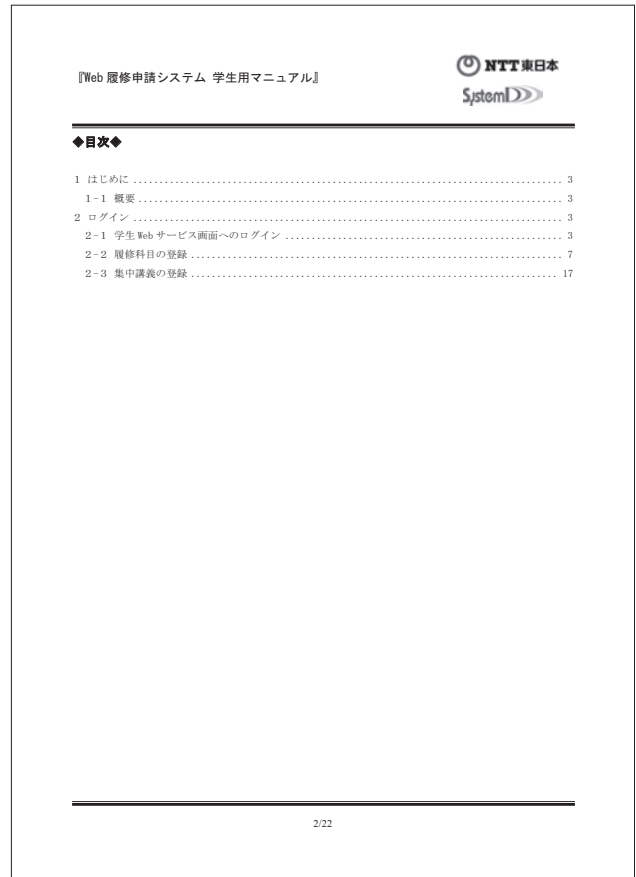 『Web 履修申請システム 学生用マニュアル』
NTT東日本
SystemD
◆目次◆
1 はじめに ................................................................................ 3
1-1 概要 ................................................................................ 3
2 ログイン ................................................................................ 3
2-1 学生 Web サービス画面へのログイン .................................................... 3
2-2 履修科目の登録 ...................................................................... 7
2-3 集中講義の登録 ..................................................................... 17
2/22